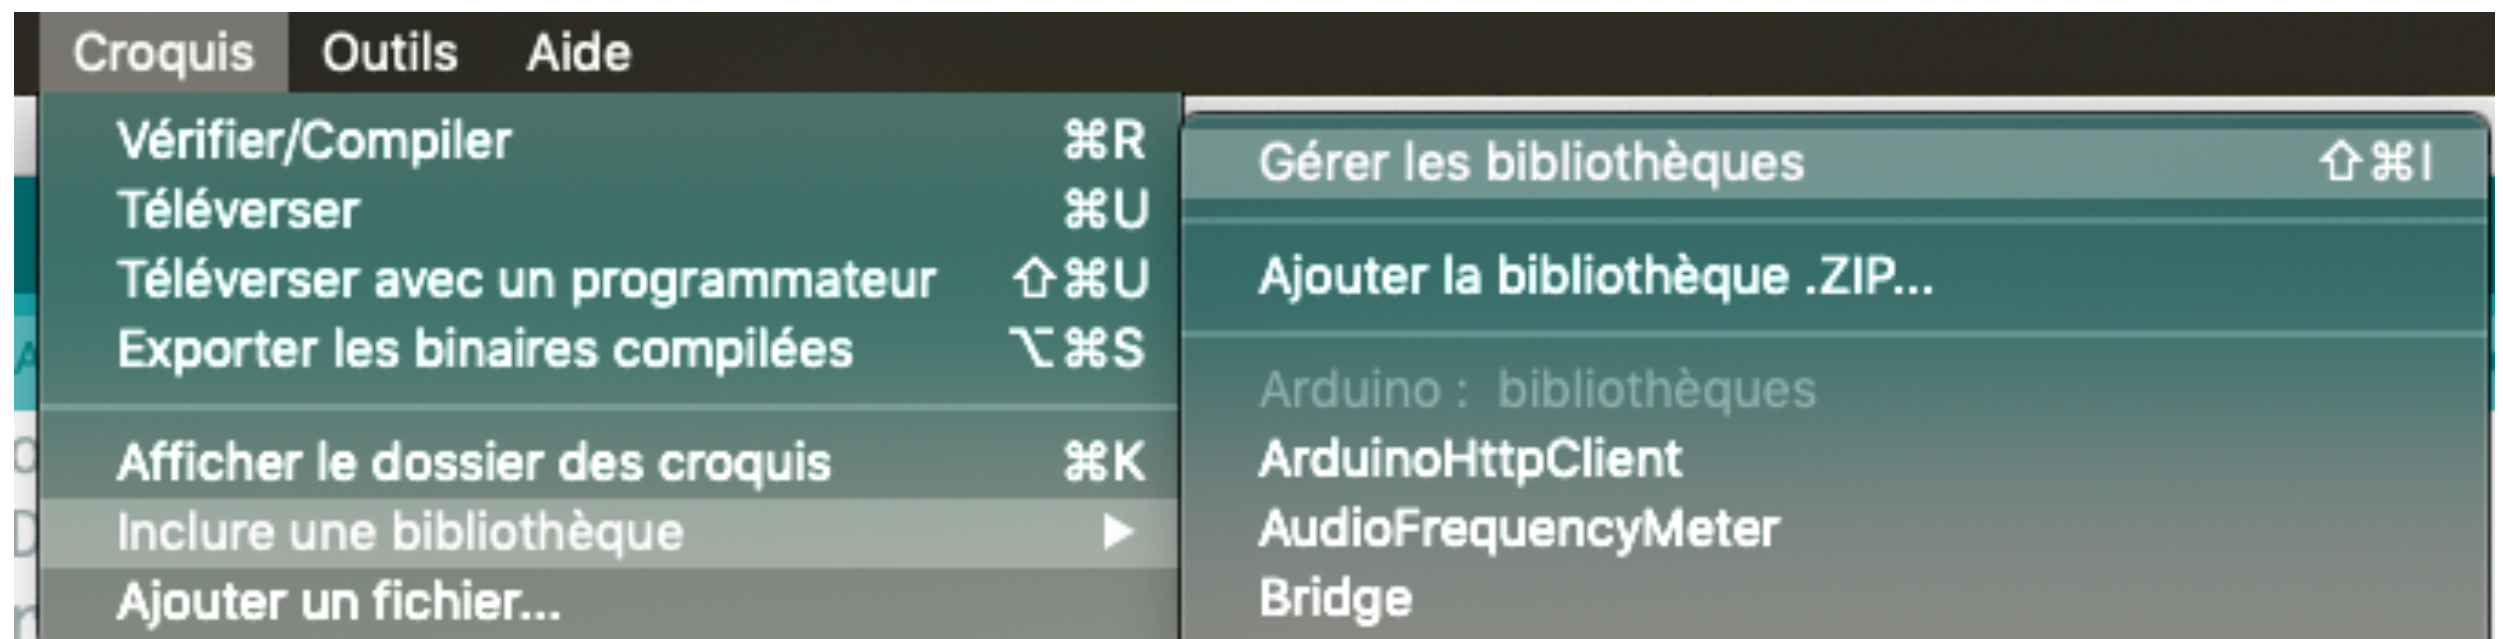 Croquis Outils Aide
Vérifier/Compiler ⌘R
Téléverser ⌘U
Téléverser avec un programmateur ⇧⌘U
Exporter les binaires compilées ⌥⌘S
Afficher le dossier des croquis ⌘K
Inclure une bibliothèque ▶
Ajouter un fichier...
Gérer les bibliothèques ⇧⌘I
Ajouter la bibliothèque .ZIP...
Arduino : bibliothèques
ArduinoHttpClient
AudioFrequencyMeter
Bridge